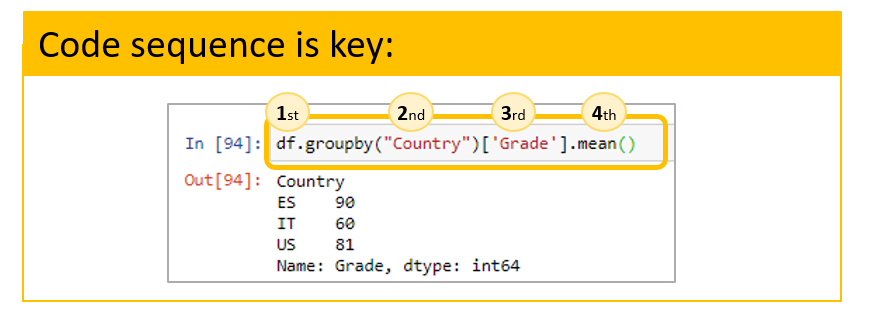 Code sequence is key:
1st 2nd 3rd 4th
In [94]: df.groupby("Country")['Grade'].mean()
Out[94]: Country
ES 90
IT 60
US 81
Name: Grade, dtype: int64